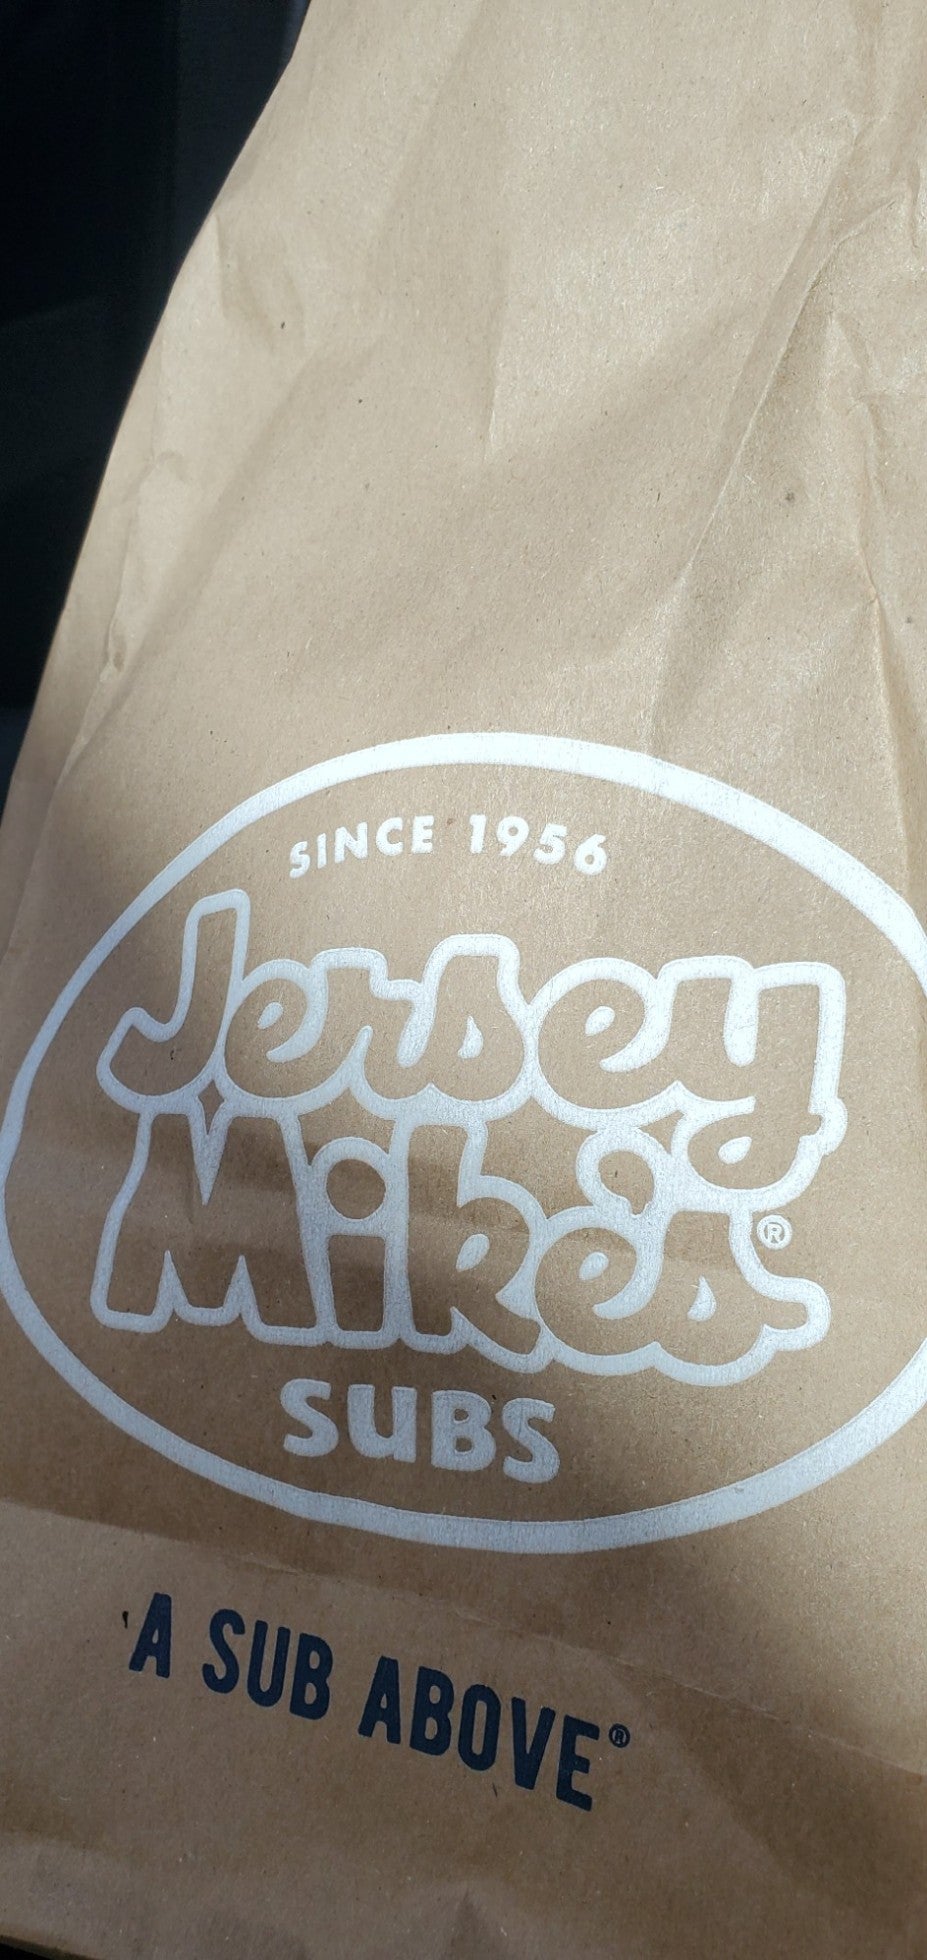 SINCE 1956
Jersey
Mike's®
SUBS
A SUB ABOVE®